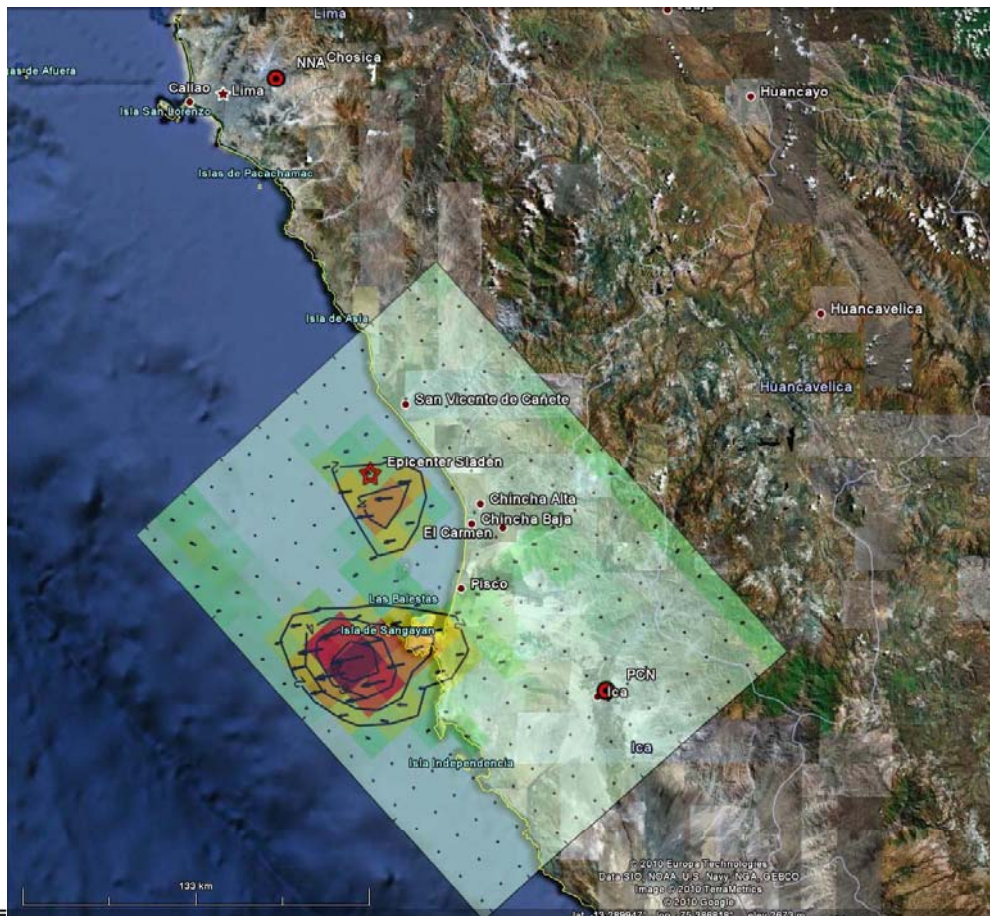 Lima
NNA Chosica
Callao
Lima
Isla San Lorenzo
Huancayo
Islas de Pacachamac
Isla de Asia
Huancavelica
Huancavelica
San Vicente de Cañete
Epicenter Sladen
Chincha Alta
Chincha Baja
El Carmen
Pisco
Las Balestas
Isla de Sangayan
PCN
Ica
Ica
Isla Independencia
133 km
© 2010 Europa Technologies
Data SIO, NOAA, U.S. Navy, NGA, GEBCO
Image © 2010 TerraMetrics
© 2010 Google